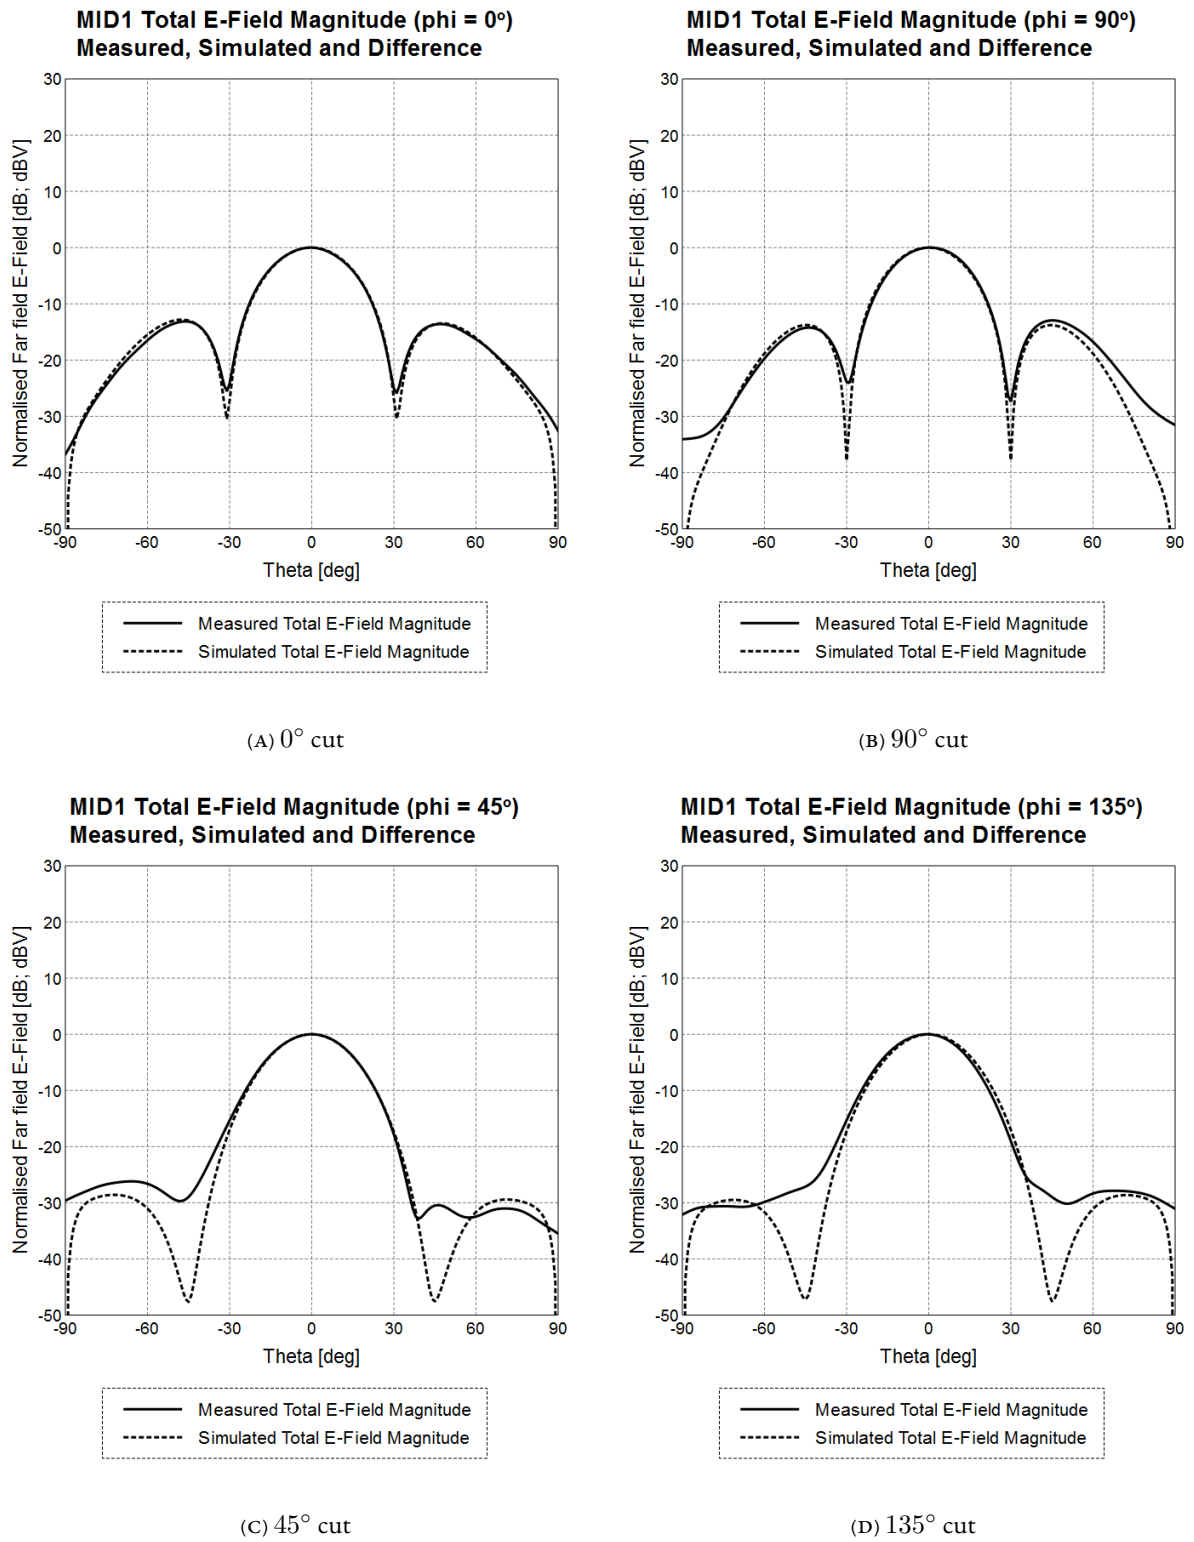 MID1 Total E-Field Magnitude (phi = 0º)
Measured, Simulated and Difference
Normalised Far field E-Field [dB; dBV]
30
20
10
0
-10
-20
-30
-40
-50
-90
-60
-30
0
30
60
90
Theta [deg]
Measured Total E-Field Magnitude
Simulated Total E-Field Magnitude
(A) 0° cut
MID1 Total E-Field Magnitude (phi = 90º)
Measured, Simulated and Difference
Normalised Far field E-Field [dB; dBV]
30
20
10
0
-10
-20
-30
-40
-50
-90
-60
-30
0
30
60
90
Theta [deg]
Measured Total E-Field Magnitude
Simulated Total E-Field Magnitude
(B) 90° cut
MID1 Total E-Field Magnitude (phi = 45º)
Measured, Simulated and Difference
Normalised Far field E-Field [dB; dBV]
30
20
10
0
-10
-20
-30
-40
-50
-90
-60
-30
0
30
60
90
Theta [deg]
Measured Total E-Field Magnitude
Simulated Total E-Field Magnitude
(C) 45° cut
MID1 Total E-Field Magnitude (phi = 135º)
Measured, Simulated and Difference
Normalised Far field E-Field [dB; dBV]
30
20
10
0
-10
-20
-30
-40
-50
-90
-60
-30
0
30
60
90
Theta [deg]
Measured Total E-Field Magnitude
Simulated Total E-Field Magnitude
(D) 135° cut